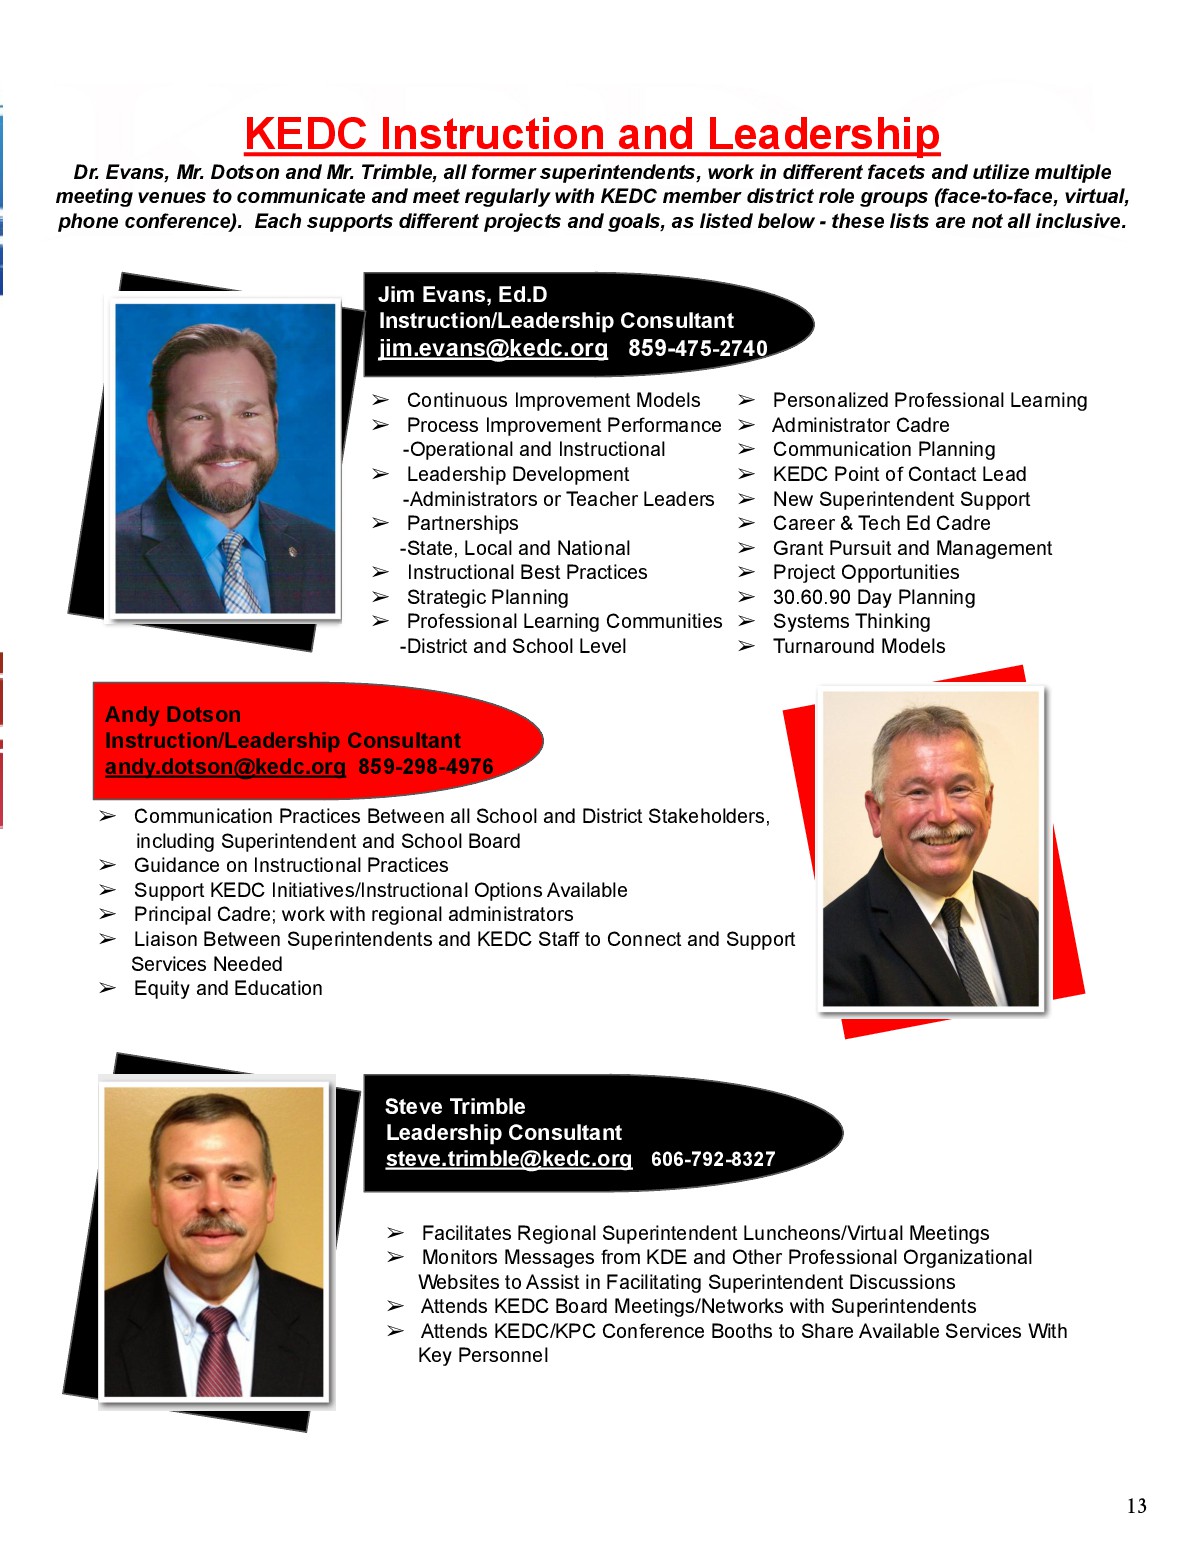 KEDC Instruction and Leadership
Dr. Evans, Mr. Dotson and Mr. Trimble, all former superintendents, work in different facets and utilize multiple
meeting venues to communicate and meet regularly with KEDC member district role groups (face-to-face, virtual,
phone conference).  Each supports different projects and goals, as listed below - these lists are not all inclusive.
Jim Evans, Ed.D
Instruction/Leadership Consultant
jim.evans@kedc.org   859-475-2740
➢ Continuous Improvement Models
➢ Process Improvement Performance
-Operational and Instructional
➢ Leadership Development
-Administrators or Teacher Leaders
➢ Partnerships
-State, Local and National
➢ Instructional Best Practices
➢ Strategic Planning
➢ Professional Learning Communities
-District and School Level
➢ Personalized Professional Learning
➢ Administrator Cadre
➢ Communication Planning
➢ KEDC Point of Contact Lead
➢ New Superintendent Support
➢ Career & Tech Ed Cadre
➢ Grant Pursuit and Management
➢ Project Opportunities
➢ 30.60.90 Day Planning
➢ Systems Thinking
➢ Turnaround Models
Andy Dotson
Instruction/Leadership Consultant
andy.dotson@kedc.org  859-298-4976
➢ Communication Practices Between all School and District Stakeholders,
including Superintendent and School Board
➢ Guidance on Instructional Practices
➢ Support KEDC Initiatives/Instructional Options Available
➢ Principal Cadre; work with regional administrators
➢ Liaison Between Superintendents and KEDC Staff to Connect and Support
Services Needed
➢ Equity and Education
Steve Trimble
Leadership Consultant
steve.trimble@kedc.org   606-792-8327
➢ Facilitates Regional Superintendent Luncheons/Virtual Meetings
➢ Monitors Messages from KDE and Other Professional Organizational
Websites to Assist in Facilitating Superintendent Discussions
➢ Attends KEDC Board Meetings/Networks with Superintendents
➢ Attends KEDC/KPC Conference Booths to Share Available Services With
Key Personnel
13